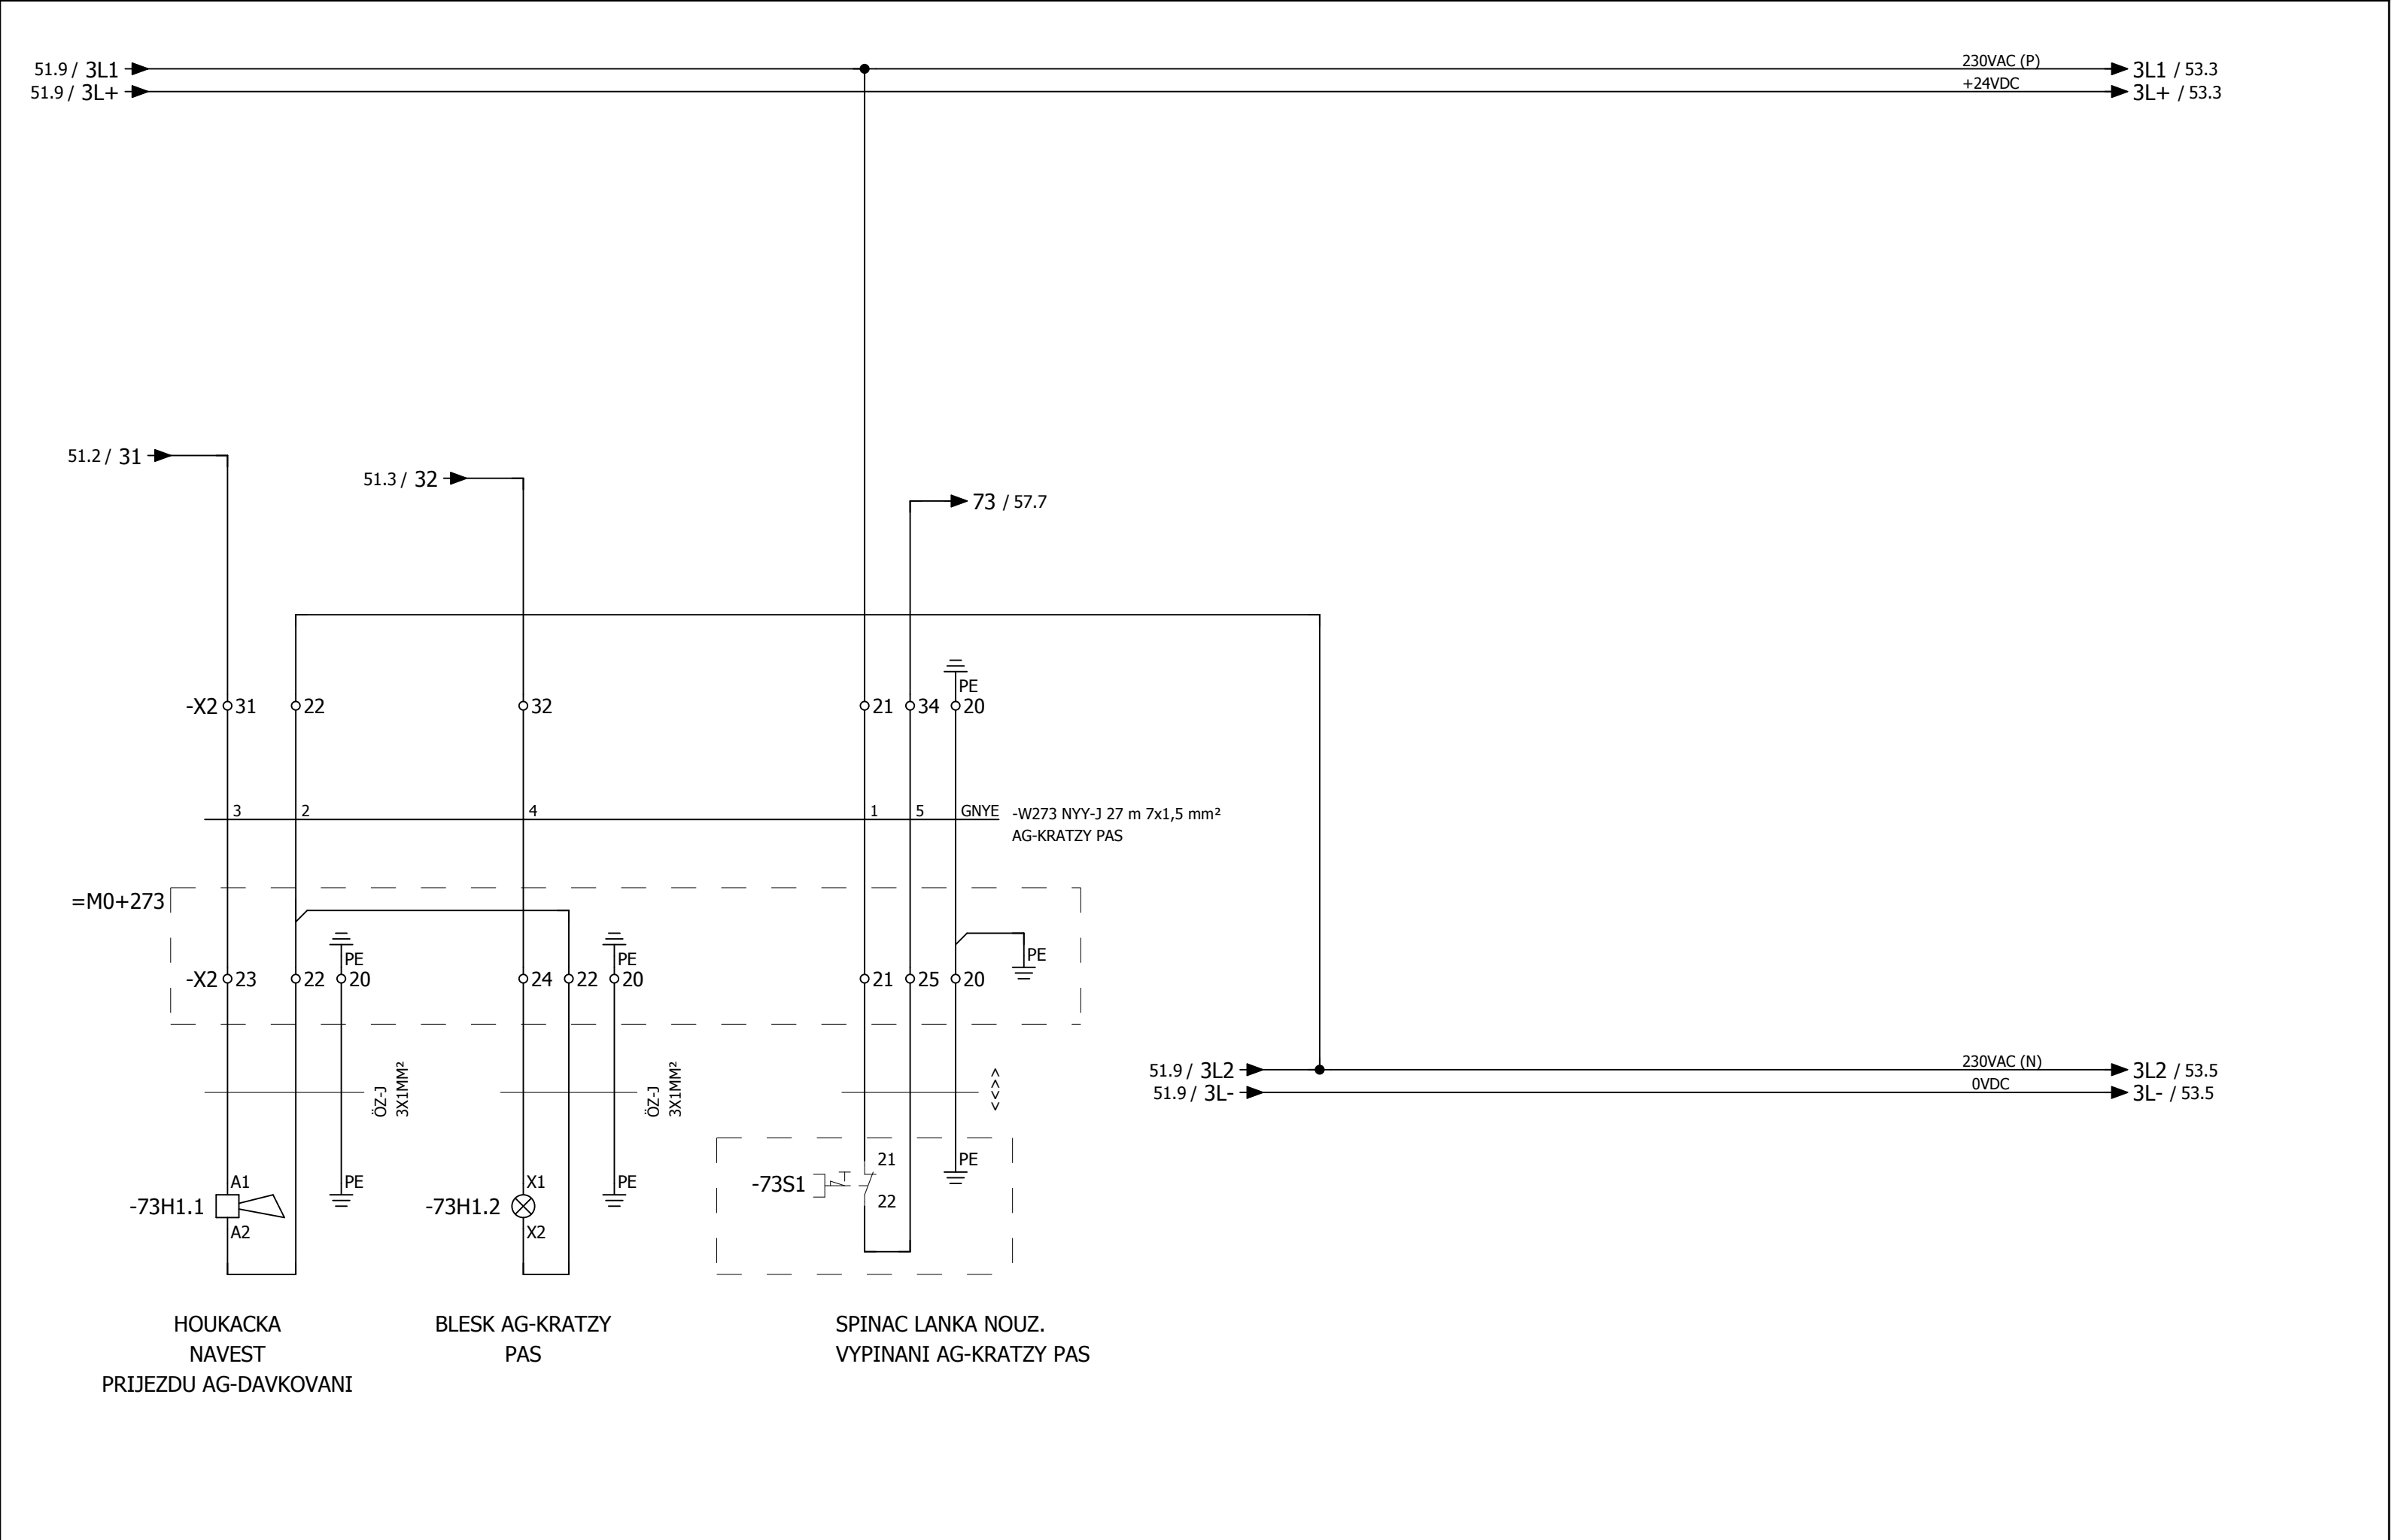 51.9 / 3L1
230VAC (P)
3L1 / 53.3
51.9 / 3L+
+24VDC
3L+ / 53.3
51.2 / 31
51.3 / 32
73 / 57.7
PE
-X2 31 22 32 21 34 20
3 2 4 1 5 GNYE
-W273 NYY-J 27 m 7x1,5 mm²
AG-KRATZY PAS
=M0+273
PE PE PE
-X2 23 22 20 24 22 20 21 25 20
ÖZ-J
3X1MM²
ÖZ-J
3X1MM²
<<>>
51.9 / 3L2
230VAC (N)
3L2 / 53.5
51.9 / 3L-
0VDC
3L- / 53.5
A1
PE
-73H1.1
A2
X1
PE
-73H1.2
X2
21
PE
-73S1
22
HOUKACKA
NAVEST
PRIJEZDU AG-DAVKOVANI
BLESK AG-KRATZY
PAS
SPINAC LANKA NOUZ.
VYPINANI AG-KRATZY PAS